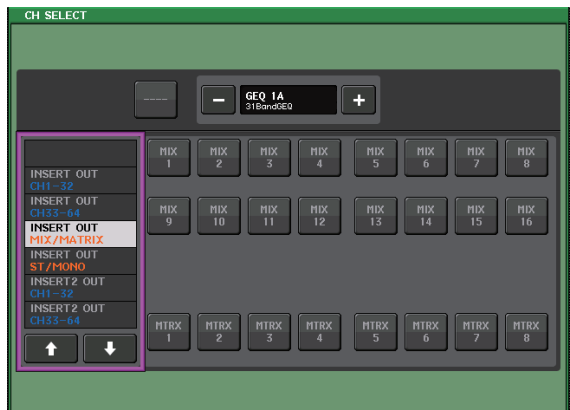 CH SELECT
----
−
GEQ 1A
31BandGEQ
+
INSERT OUT
CH1-32
INSERT OUT
CH33-64
INSERT OUT
MIX/MATRIX
INSERT OUT
ST/MONO
INSERT2 OUT
CH1-32
INSERT2 OUT
CH33-64
MIX 1
MIX 2
MIX 3
MIX 4
MIX 5
MIX 6
MIX 7
MIX 8
MIX 9
MIX 10
MIX 11
MIX 12
MIX 13
MIX 14
MIX 15
MIX 16
MTRX 1
MTRX 2
MTRX 3
MTRX 4
MTRX 5
MTRX 6
MTRX 7
MTRX 8